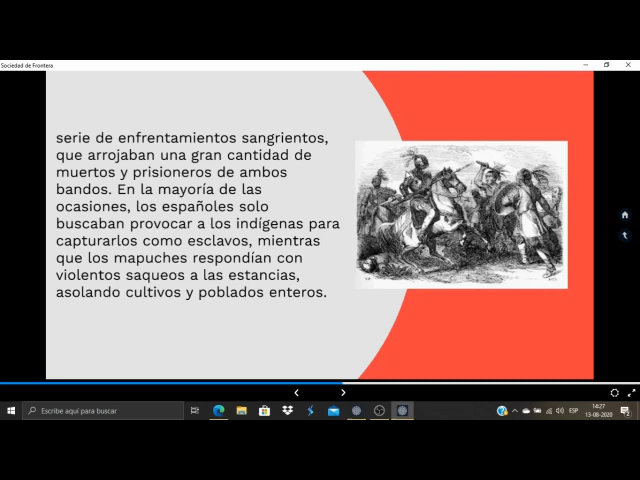 Sociedad de Frontera
serie de enfrentamientos sangrientos,
que arrojaban una gran cantidad de
muertos y prisioneros de ambos
bandos. En la mayoría de las
ocasiones, los españoles solo
buscaban provocar a los indígenas para
capturarlos como esclavos, mientras
que los mapuches respondían con
violentos saqueos a las estancias,
asolando cultivos y poblados enteros.
Escribe aquí para buscar
ESP
14:27
13-08-2020